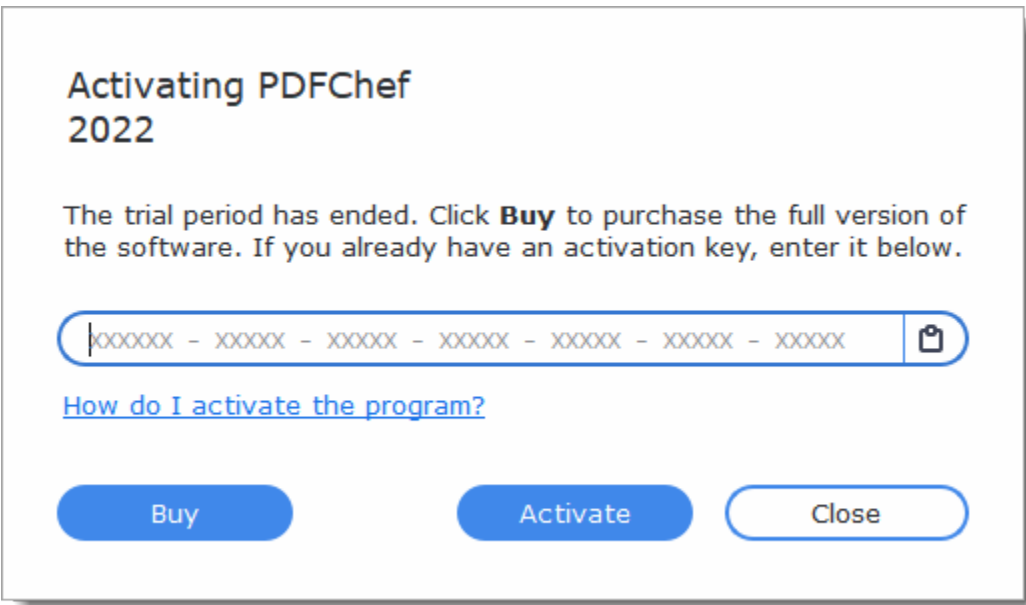 Activating PDFChef
2022
The trial period has ended. Click Buy to purchase the full version of
the software. If you already have an activation key, enter it below.
XXXXXX - XXXXX - XXXXX - XXXXX - XXXXX - XXXXX - XXXXX
How do I activate the program?
Buy
Activate
Close